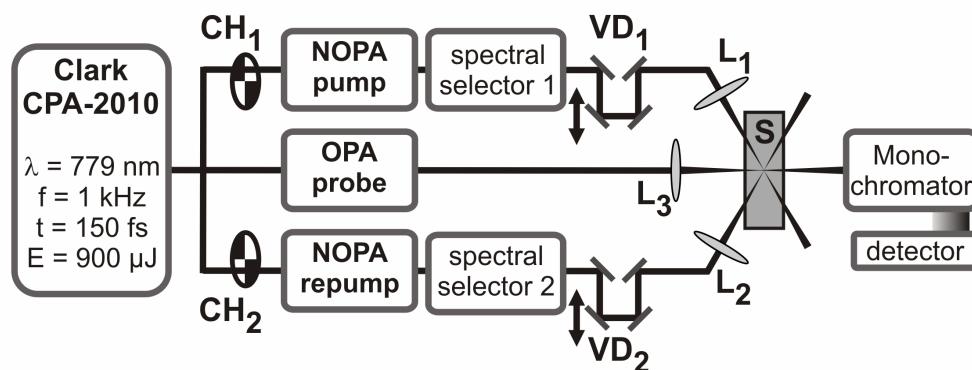 Clark
CPA-2010
λ = 779 nm
f = 1 kHz
t = 150 fs
E = 900 µJ
CH1
NOPA
pump
spectral
selector 1
VD1
L1
OPA
probe
L3
S
Mono-
chromator
detector
CH2
NOPA
repump
spectral
selector 2
VD2
L2